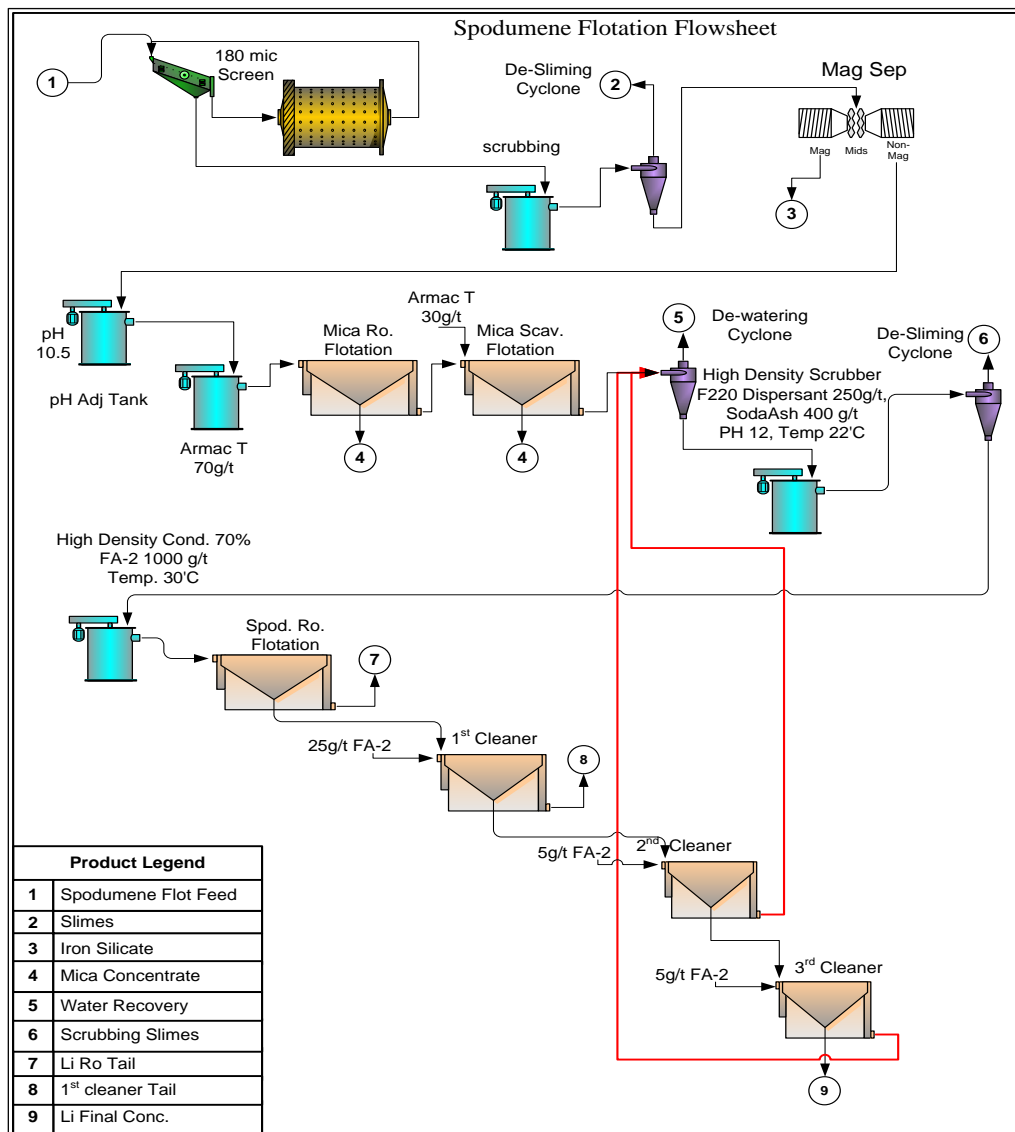 Spodumene Flotation Flowsheet
1
180 mic
Screen
De-Sliming
Cyclone
2
Mag Sep
Mag
Mids
Non-
Mag
3
scrubbing
pH
10.5
pH Adj Tank
Armac T
70g/t
Mica Ro.
Flotation
4
Armac T
30g/t
Mica Scav.
Flotation
4
5
De-watering
Cyclone
De-Sliming
Cyclone
6
High Density Scrubber
F220 Dispersant 250g/t,
SodaAsh 400 g/t
PH 12, Temp 22'C
High Density Cond. 70%
FA-2 1000 g/t
Temp. 30'C
Spod. Ro.
Flotation
7
25g/t FA-2
1st Cleaner
8
5g/t FA-2
2nd Cleaner
5g/t FA-2
3rd Cleaner
9
Product Legend
1 Spodumene Flot Feed
2 Slimes
3 Iron Silicate
4 Mica Concentrate
5 Water Recovery
6 Scrubbing Slimes
7 Li Ro Tail
8 1st cleaner Tail
9 Li Final Conc.